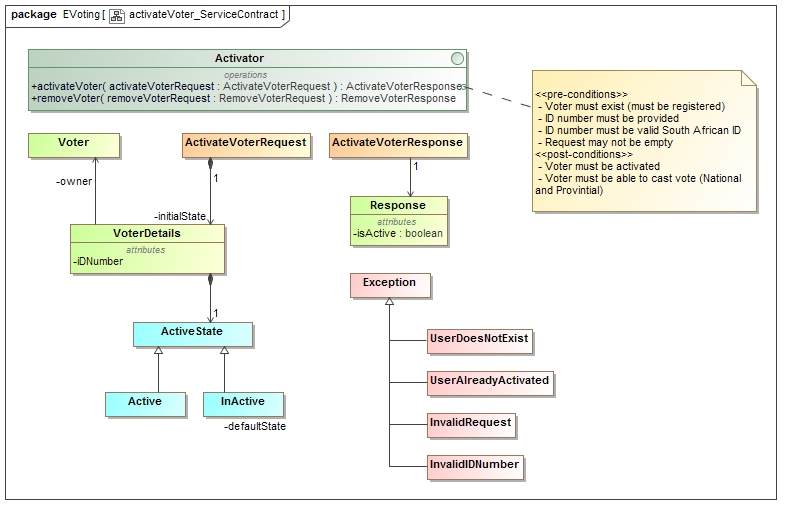 package EVoting [ activateVoter_ServiceContract ]
Activator
operations
+activateVoter( activateVoterRequest : ActivateVoterRequest ) : ActivateVoterResponse
+removeVoter( removeVoterRequest : RemoveVoterRequest ) : RemoveVoterResponse
<<pre-conditions>>
- Voter must exist (must be registered)
- ID number must be provided
- ID number must be valid South African ID
- Request may not be empty
<<post-conditions>>
- Voter must be activated
- Voter must be able to cast vote (National
and Provintial)
Voter
ActivateVoterRequest
ActivateVoterResponse
-owner
1
1
-initialState
Response
attributes
-isActive : boolean
VoterDetails
attributes
-iDNumber
Exception
1
ActiveState
UserDoesNotExist
UserAlreadyActivated
Active
InActive
-defaultState
InvalidRequest
InvalidIDNumber